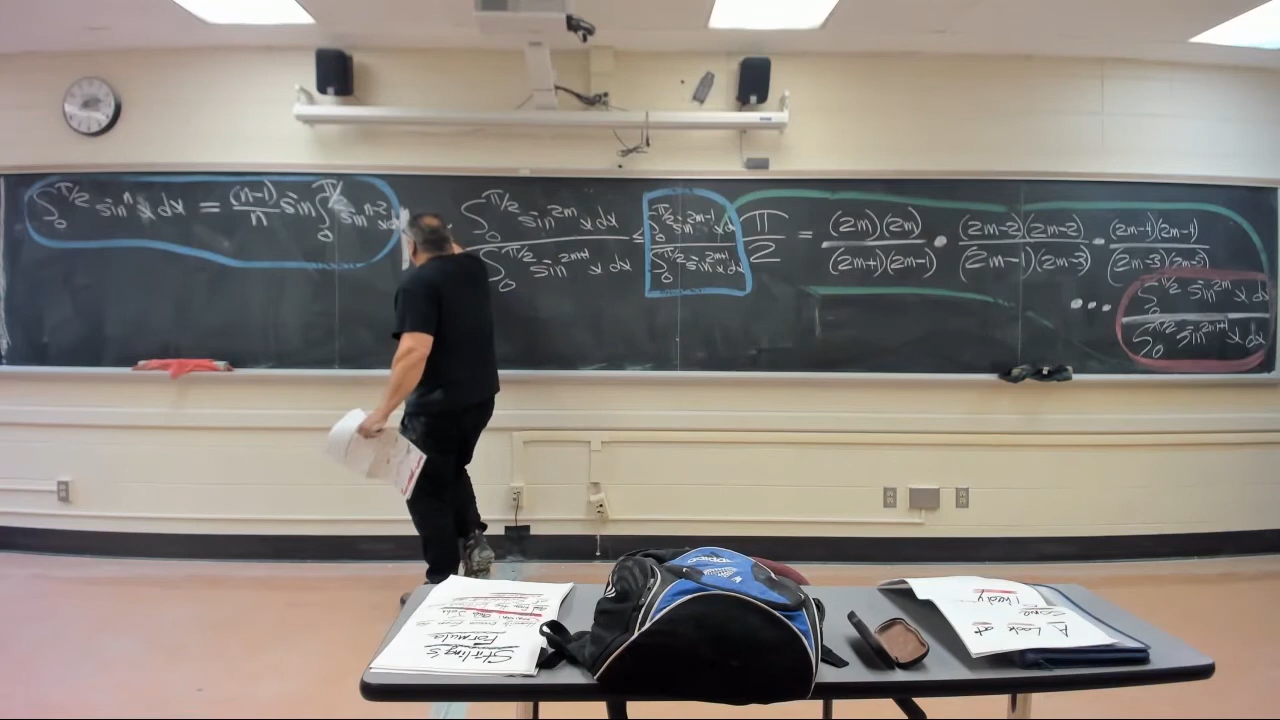 ∫₀^π/2 sinⁿ x dx = (n-1)/n sin ∫₀^π/2 sin^n-2 x dx
∫₀^π/2 sin^2m x dx / ∫₀^π/2 sin^2m+1 x dx ≤ ∫₀^π/2 sin^2m-1 x dx / ∫₀^π/2 sin^2m+1 x dx
π/2 = (2m)(2m)/(2m+1)(2m-1) • (2m-2)(2m-2)/(2m-1)(2m-3) • (2m-4)(2m-4)/(2m-3)(2m-5)
••• ∫₀^π/2 sin^2m x dx / ∫₀^π/2 sin^2m+1 x dx
adidas
Stirling's
Formula
A Look at
Some